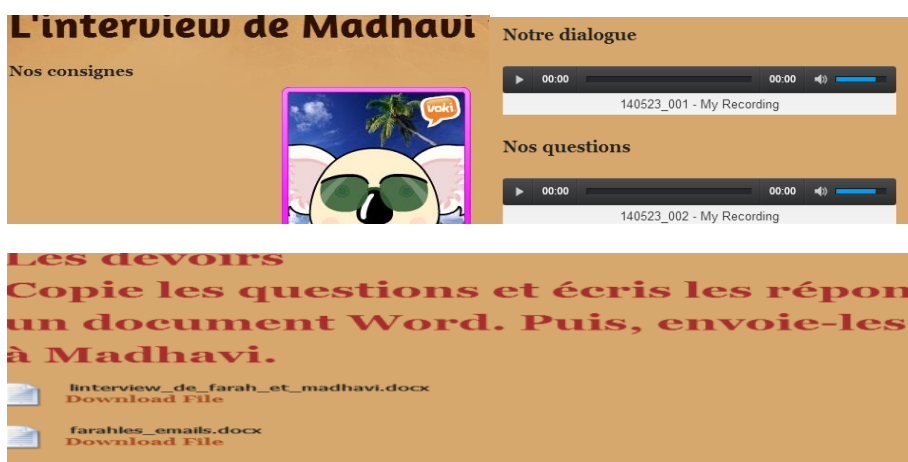 L'interview de Madhavi
Nos consignes
voki
Notre dialogue
00:00 00:00
140523_001 - My Recording
Nos questions
00:00 00:00
140523_002 - My Recording
Les devoirs
Copie les questions et écris les répon
un document Word. Puis, envoie-les
à Madhavi.
linterview_de_farah_et_madhavi.docx
Download File
farahles_emails.docx
Download File